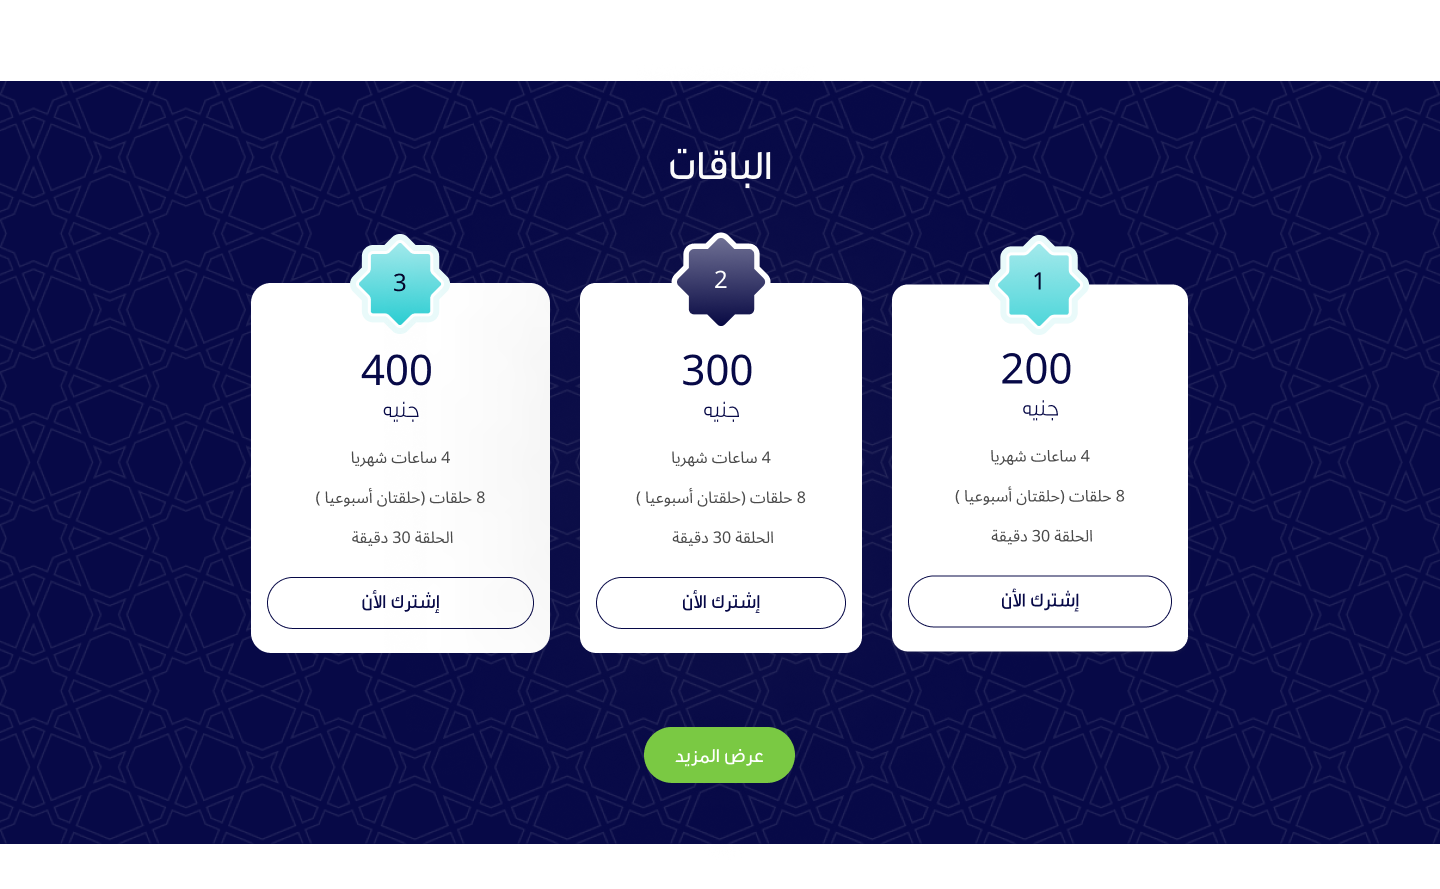 الباقات
1
200
جنيه
4 ساعات شهريا
8 حلقات (حلقتان أسبوعيا )
الحلقة 30 دقيقة
إشترك الأن
2
300
جنيه
4 ساعات شهريا
8 حلقات (حلقتان أسبوعيا )
الحلقة 30 دقيقة
إشترك الأن
3
400
جنيه
4 ساعات شهريا
8 حلقات (حلقتان أسبوعيا )
الحلقة 30 دقيقة
إشترك الأن
عرض المزيد